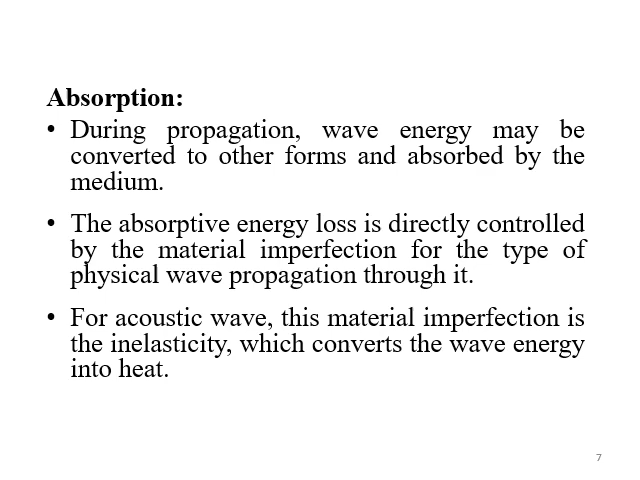 Absorption:
• During propagation, wave energy may be
converted to other forms and absorbed by the
medium.
• The absorptive energy loss is directly controlled
by the material imperfection for the type of
physical wave propagation through it.
• For acoustic wave, this material imperfection is
the inelasticity, which converts the wave energy
into heat.
7